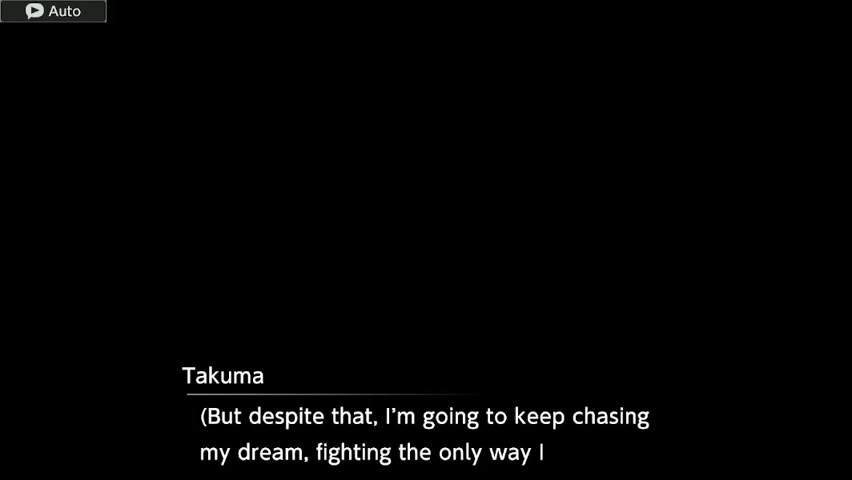 Auto
Takuma
(But despite that, I'm going to keep chasing
my dream, fighting the only way I